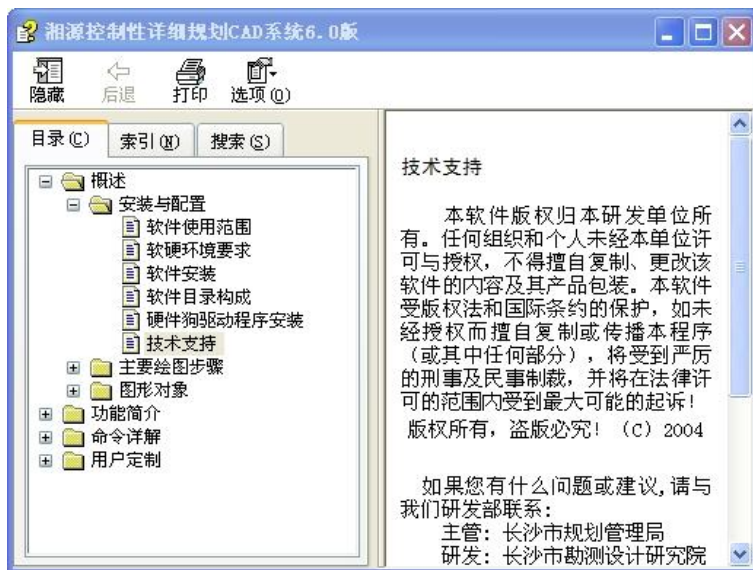 湘源控制性详细规划CAD系统6.0版
隐藏 后退 打印 选项(O)
目录(C) 索引(N) 搜索(S)
概述
安装与配置
软件使用范围
软硬环境要求
软件安装
软件目录构成
硬件狗驱动程序安装
技术支持
主要绘图步骤
图形对象
功能简介
命令详解
用户定制
技术支持
本软件版权归本研发单位所
有。任何组织和个人未经本单位许
可与授权，不得擅自复制、更改该
软件的内容及其产品包装。本软件
受版权法和国际条约的保护，如未
经授权而擅自复制或传播本程序
（或其中任何部分），将受到严厉
的刑事及民事制裁，并将在法律许
可的范围内受到最大可能的起诉！
版权所有，盗版必究！ (C) 2004
如果您有什么问题或建议,请与
我们研发部联系：
主管：长沙市规划管理局
研发：长沙市勘测设计研究院